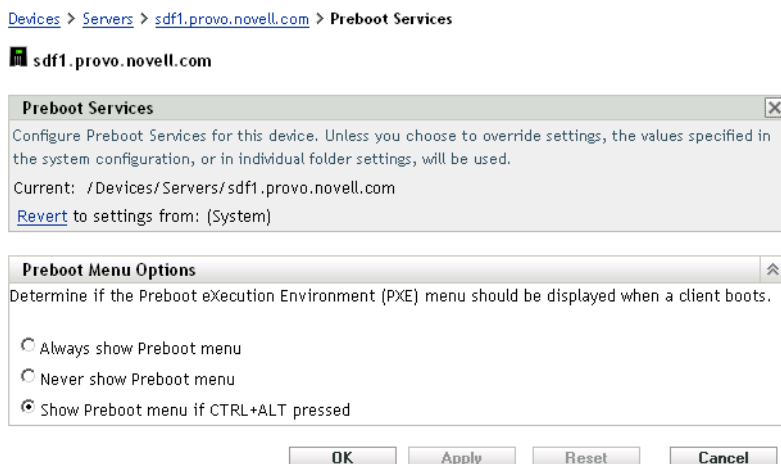 Devices > Servers > sdf1.provo.novell.com > Preboot Services
sdf1.provo.novell.com
Preboot Services
Configure Preboot Services for this device. Unless you choose to override settings, the values specified in
the system configuration, or in individual folder settings, will be used.
Current: /Devices/Servers/sdf1.provo.novell.com
Revert to settings from: (System)
Preboot Menu Options
Determine if the Preboot eXecution Environment (PXE) menu should be displayed when a client boots.
Always show Preboot menu
Never show Preboot menu
Show Preboot menu if CTRL+ALT pressed
OK Apply Reset Cancel